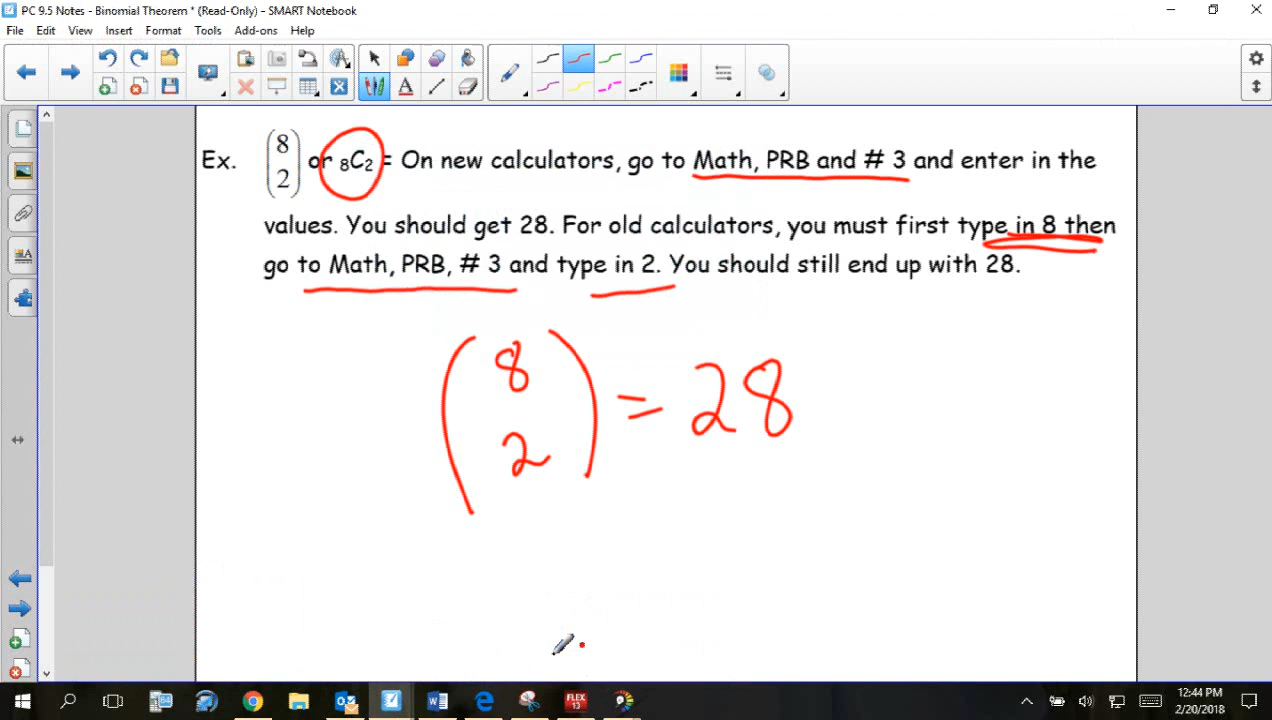 PC 9.5 Notes - Binomial Theorem * (Read-Only) - SMART Notebook
File Edit View Insert Format Tools Add-ons Help
Ex. (8 2) or ₈C₂ = On new calculators, go to Math, PRB and # 3 and enter in the
values. You should get 28. For old calculators, you must first type in 8 then
go to Math, PRB, # 3 and type in 2. You should still end up with 28.
(8 2) = 28
FLEX
13
12:44 PM
2/20/2018